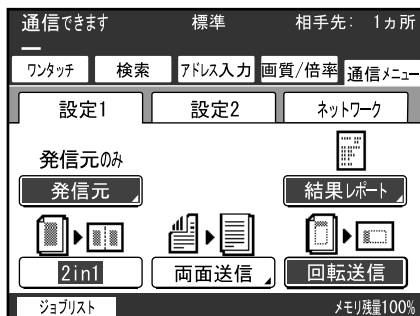 通信できます 標準 相手先: 1ヵ所
ワンタッチ 検索 アドレス入力 画質/倍率 通信メニュー
設定1 設定2 ネットワーク
発信元のみ
発信元 結果レポート
2in1 両面送信 回転送信
ジョブリスト メモリ残量100%